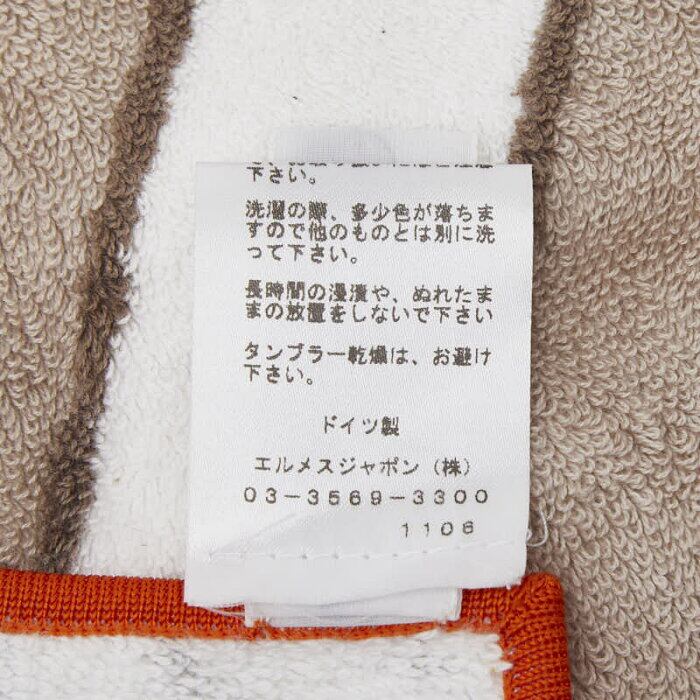 下さい。
洗濯の際、多少色が落ちま
すので他のものとは別に洗
って下さい。
長時間の浸漬や、ぬれたま
まの放置をしないで下さい
タンブラー乾燥は、お避け
下さい。
ドイツ製
エルメスジャポン（株）
03-3569-3300
1106